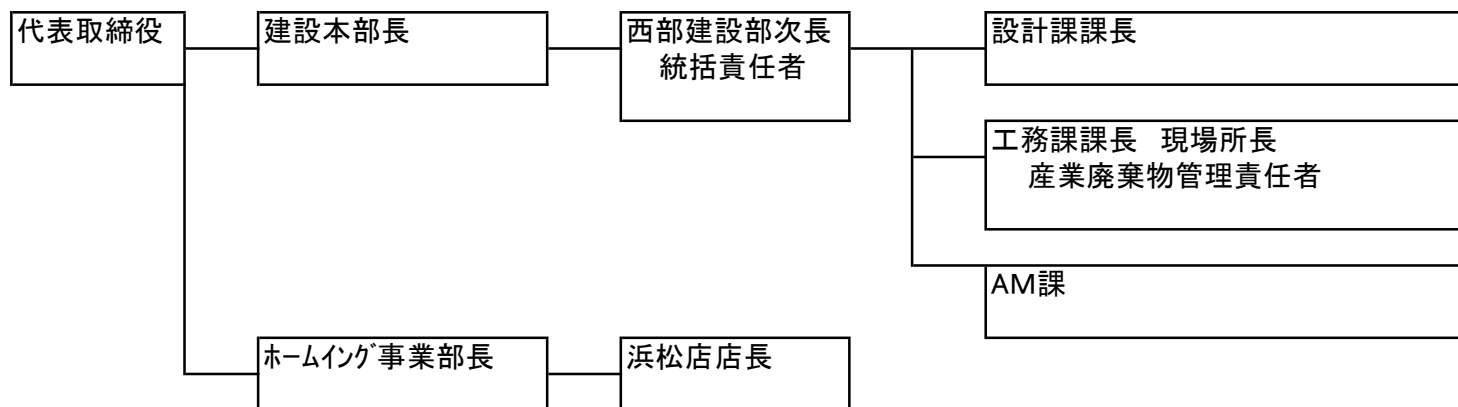 代表取締役
建設本部長
西部建設部次長
統括責任者
設計課課長
工務課課長　現場所長
産業廃棄物管理責任者
AM課
ﾎｰﾑｲﾝｸﾞ事業部長
浜松店店長